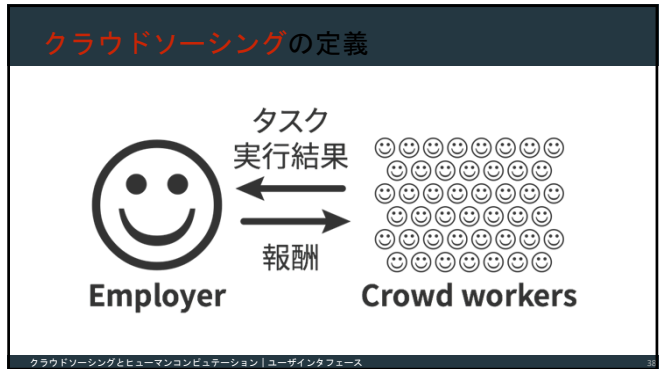 クラウドソーシングの定義
タスク
実行結果
報酬
Employer
Crowd workers
クラウドソーシングとヒューマンコンピュテーション | ユーザインタフェース
38